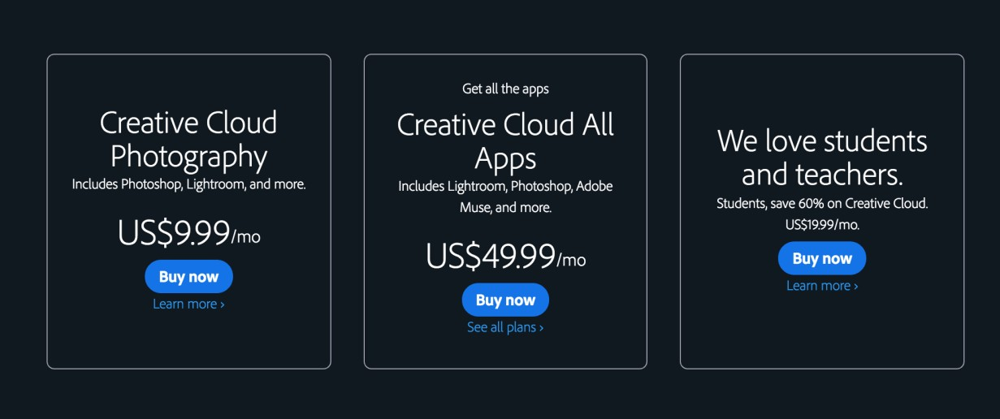 Creative Cloud
Photography
Includes Photoshop, Lightroom, and more.
US$9.99/mo
Buy now
Learn more ›
Get all the apps
Creative Cloud All
Apps
Includes Lightroom, Photoshop, Adobe
Muse, and more.
US$49.99/mo
Buy now
See all plans ›
We love students
and teachers.
Students, save 60% on Creative Cloud.
US$19.99/mo.
Buy now
Learn more ›